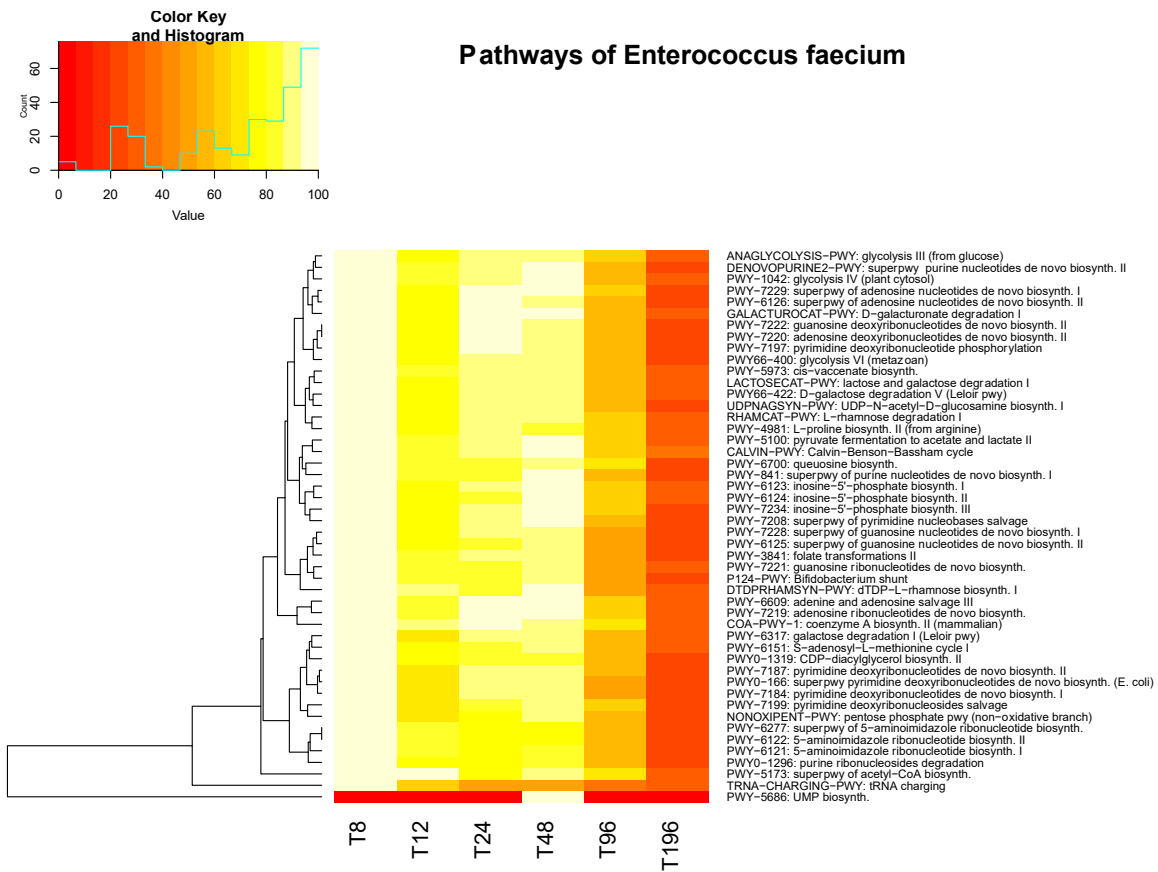 Color Key
and Histogram
Pathways of Enterococcus faecium
Count
0
20
40
60
0 20 40 60 80 100
Value
ANAGLYCOLYSIS−PWY: glycolysis III (from glucose)
DENOVOPURINE2−PWY: superpwy purine nucleotides de novo biosynth. II
PWY−1042: glycolysis IV (plant cytosol)
PWY−7229: superpwy of adenosine nucleotides de novo biosynth. I
PWY−6126: superpwy of adenosine nucleotides de novo biosynth. II
GALACTUROCAT−PWY: D−galacturonate degradation I
PWY−7222: guanosine deoxyribonucleotides de novo biosynth. II
PWY−7220: adenosine deoxyribonucleotides de novo biosynth. II
PWY−7197: pyrimidine deoxyribonucleotide phosphorylation
PWY66−400: glycolysis VI (metazoan)
PWY−5973: cis−vaccenate biosynth.
LACTOSECAT−PWY: lactose and galactose degradation I
PWY66−422: D−galactose degradation V (Leloir pwy)
UDPNAGSYN−PWY: UDP−N−acetyl−D−glucosamine biosynth. I
RHAMCAT−PWY: L−rhamnose degradation I
PWY−4981: L−proline biosynth. II (from arginine)
PWY−5100: pyruvate fermentation to acetate and lactate II
CALVIN−PWY: Calvin−Benson−Bassham cycle
PWY−6700: queuosine biosynth.
PWY−841: superpwy of purine nucleotides de novo biosynth. I
PWY−6123: inosine−5'−phosphate biosynth. I
PWY−6124: inosine−5'−phosphate biosynth. II
PWY−7234: inosine−5'−phosphate biosynth. III
PWY−7208: superpwy of pyrimidine nucleobases salvage
PWY−7228: superpwy of guanosine nucleotides de novo biosynth. I
PWY−6125: superpwy of guanosine nucleotides de novo biosynth. II
PWY−3841: folate transformations II
PWY−7221: guanosine ribonucleotides de novo biosynth.
P124−PWY: Bifidobacterium shunt
DTDPRHAMSYN−PWY: dTDP−L−rhamnose biosynth. I
PWY−6609: adenine and adenosine salvage III
PWY−7219: adenosine ribonucleotides de novo biosynth.
COA−PWY−1: coenzyme A biosynth. II (mammalian)
PWY−6317: galactose degradation I (Leloir pwy)
PWY−6151: S−adenosyl−L−methionine cycle I
PWY0−1319: CDP−diacylglycerol biosynth. II
PWY−7187: pyrimidine deoxyribonucleotides de novo biosynth. II
PWY0−166: superpwy pyrimidine deoxyribonucleotides de novo biosynth. (E. coli)
PWY−7184: pyrimidine deoxyribonucleotides de novo biosynth. I
PWY−7199: pyrimidine deoxyribonucleosides salvage
NONOXIPENT−PWY: pentose phosphate pwy (non−oxidative branch)
PWY−6277: superpwy of 5−aminoimidazole ribonucleotide biosynth.
PWY−6122: 5−aminoimidazole ribonucleotide biosynth. II
PWY−6121: 5−aminoimidazole ribonucleotide biosynth. I
PWY0−1296: purine ribonucleosides degradation
PWY−5173: superpwy of acetyl−CoA biosynth.
TRNA−CHARGING−PWY: tRNA charging
PWY−5686: UMP biosynth.
T8 T12 T24 T48 T96 T196